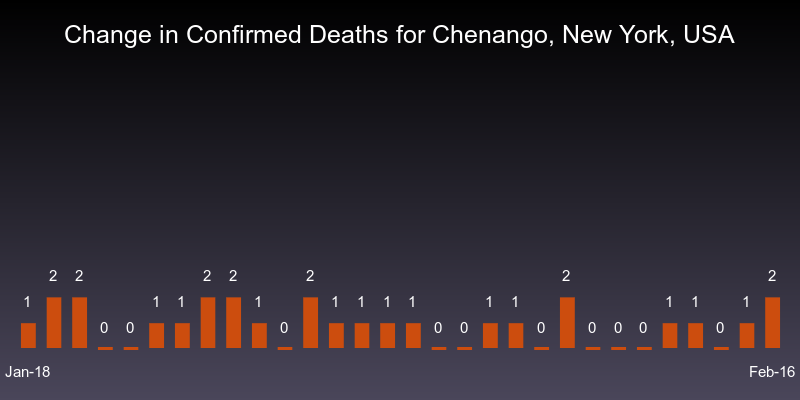 Change in Confirmed Deaths for Chenango, New York, USA
1 2 2 0 0 1 1 2 2 1 0 2 1 1 1 1 0 0 1 1 0 2 0 0 0 1 1 0 1 2
Jan-18 Feb-16